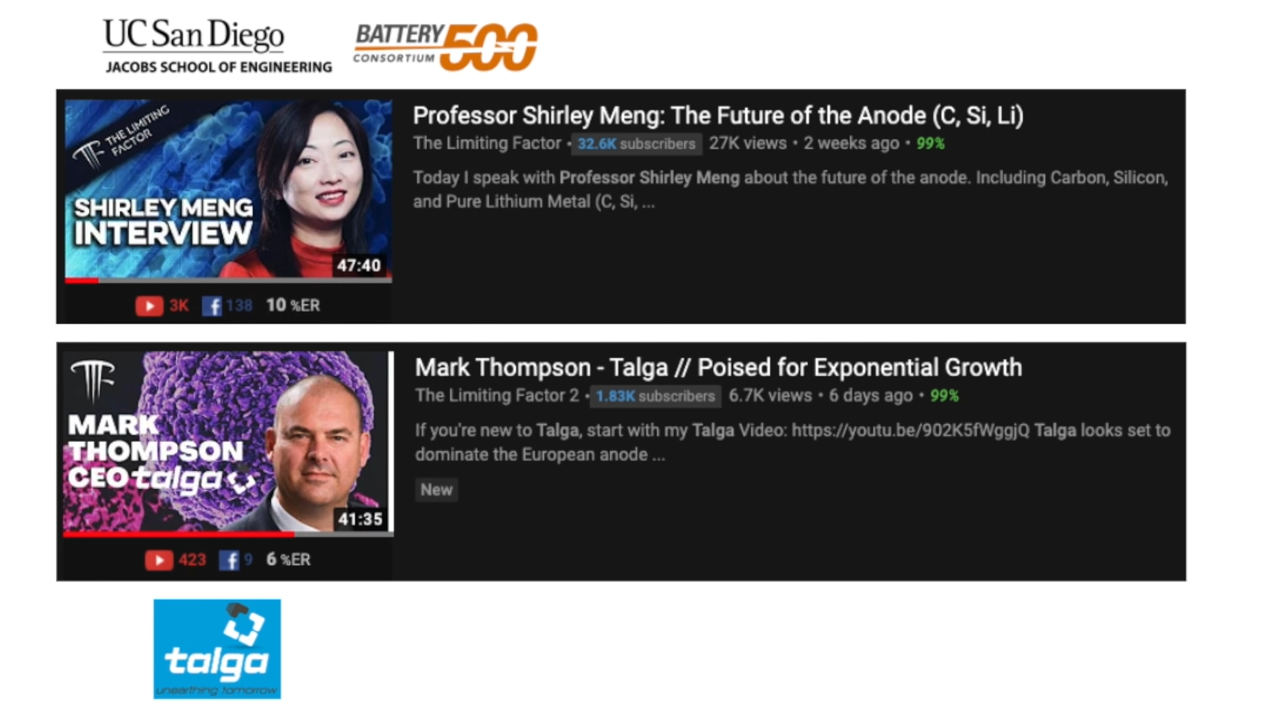 UC San Diego
JACOBS SCHOOL OF ENGINEERING
BATTERY 500
CONSORTIUM
THE LIMITING
FACTOR
SHIRLEY MENG
INTERVIEW
47:40
3K 138 10 %ER
Professor Shirley Meng: The Future of the Anode (C, Si, Li)
The Limiting Factor • 32.6K subscribers 27K views • 2 weeks ago • 99%
Today I speak with Professor Shirley Meng about the future of the anode. Including Carbon, Silicon,
and Pure Lithium Metal (C, Si, ...
MARK
THOMPSON
CEO talga
41:35
423 9 6 %ER
Mark Thompson - Talga // Poised for Exponential Growth
The Limiting Factor 2 • 1.83K subscribers 6.7K views • 6 days ago • 99%
If you're new to Talga, start with my Talga Video: https://youtu.be/902K5fWggjQ Talga looks set to
dominate the European anode ...
New
talga
unearthing tomorrow